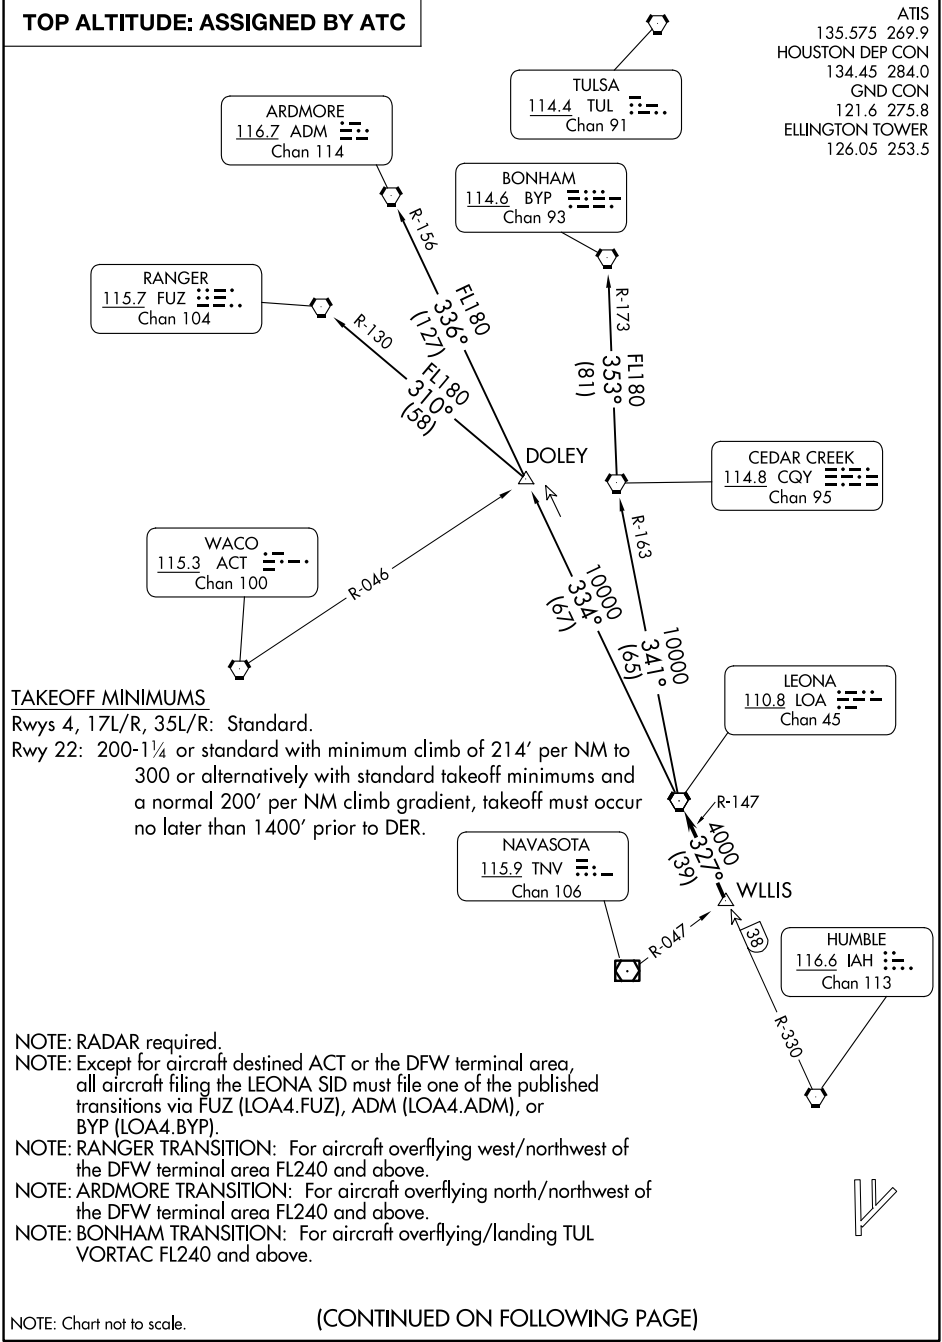 TOP ALTITUDE: ASSIGNED BY ATC
ATIS
135.575 269.9
HOUSTON DEP CON
134.45 284.0
GND CON
121.6 275.8
ELLINGTON TOWER
126.05 253.5
TULSA
114.4 TUL
Chan 91
ARDMORE
116.7 ADM
Chan 114
BONHAM
114.6 BYP
Chan 93
R-156
RANGER
115.7 FUZ
Chan 104
R-130
FL180
336°
(127)
R-173
FL180
353°
(81)
FL180
310°
(58)
DOLEY
CEDAR CREEK
114.8 CQY
Chan 95
R-163
WACO
115.3 ACT
Chan 100
R-046
10000
334°
(67)
10000
341°
(65)
LEONA
110.8 LOA
Chan 45
TAKEOFF MINIMUMS
Rwys 4, 17L/R, 35L/R: Standard.
Rwy 22: 200-1¼ or standard with minimum climb of 214' per NM to
300 or alternatively with standard takeoff minimums and
a normal 200' per NM climb gradient, takeoff must occur
no later than 1400' prior to DER.
R-147
4000
327°
(39)
NAVASOTA
115.9 TNV
Chan 106
WLLIS
R-047
38
HUMBLE
116.6 IAH
Chan 113
R-330
NOTE: RADAR required.
NOTE: Except for aircraft destined ACT or the DFW terminal area,
all aircraft filing the LEONA SID must file one of the published
transitions via FUZ (LOA4.FUZ), ADM (LOA4.ADM), or
BYP (LOA4.BYP).
NOTE: RANGER TRANSITION: For aircraft overflying west/northwest of
the DFW terminal area FL240 and above.
NOTE: ARDMORE TRANSITION: For aircraft overflying north/northwest of
the DFW terminal area FL240 and above.
NOTE: BONHAM TRANSITION: For aircraft overflying/landing TUL
VORTAC FL240 and above.
NOTE: Chart not to scale.
(CONTINUED ON FOLLOWING PAGE)